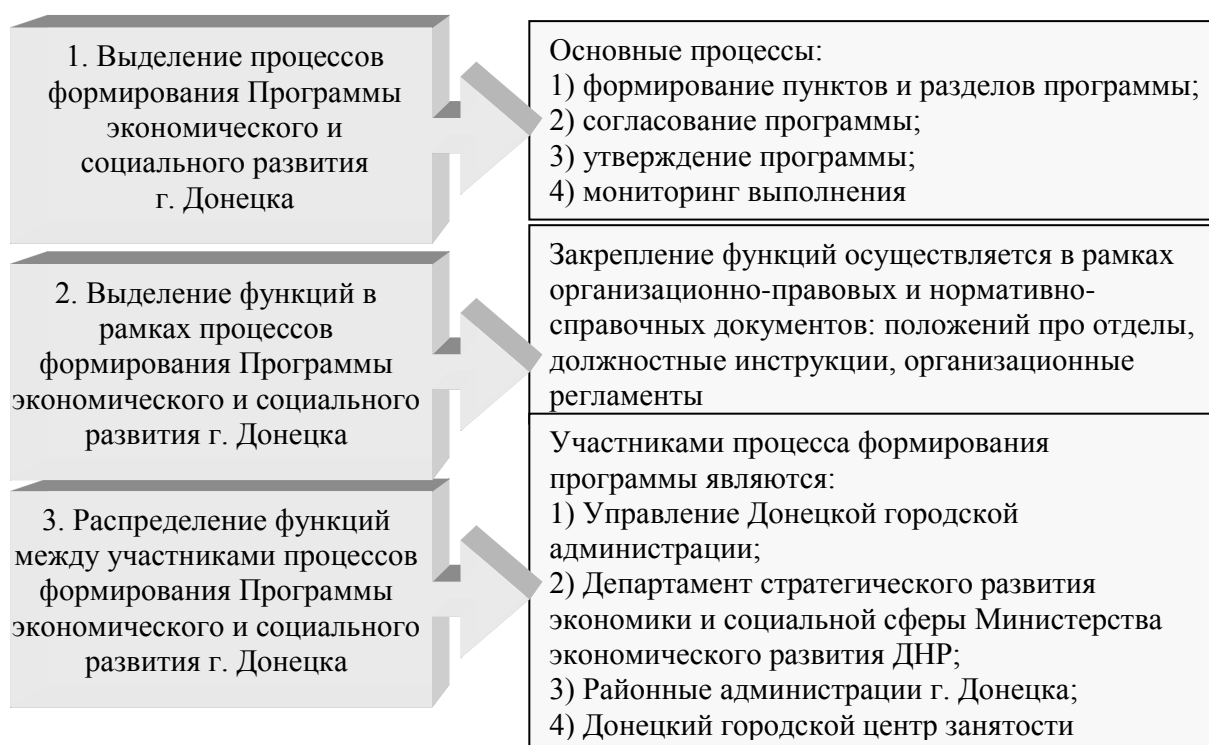 1. Выделение процессов
формирования Программы
экономического и
социального развития
г. Донецка
Основные процессы:
1) формирование пунктов и разделов программы;
2) согласование программы;
3) утверждение программы;
4) мониторинг выполнения
2. Выделение функций в
рамках процессов
формирования Программы
экономического и социального
развития г. Донецка
Закрепление функций осуществляется в рамках
организационно-правовых и нормативно-
справочных документов: положений про отделы,
должностные инструкции, организационные
регламенты
3. Распределение функций
между участниками процессов
формирования Программы
экономического и социального
развития г. Донецка
Участниками процесса формирования
программы являются:
1) Управление Донецкой городской
администрации;
2) Департамент стратегического развития
экономики и социальной сферы Министерства
экономического развития ДНР;
3) Районные администрации г. Донецка;
4) Донецкий городской центр занятости